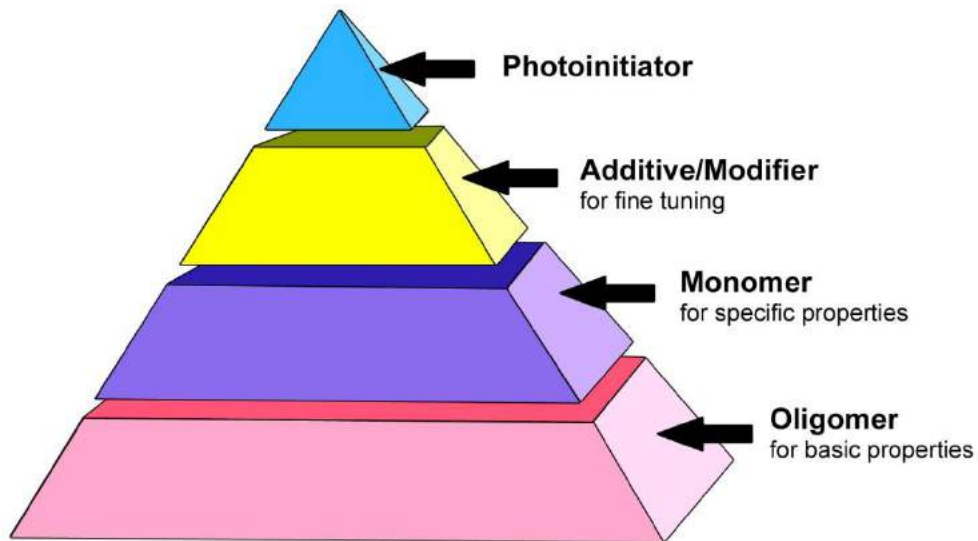 Photoinitiator
Additive/Modifier
for fine tuning
Monomer
for specific properties
Oligomer
for basic properties